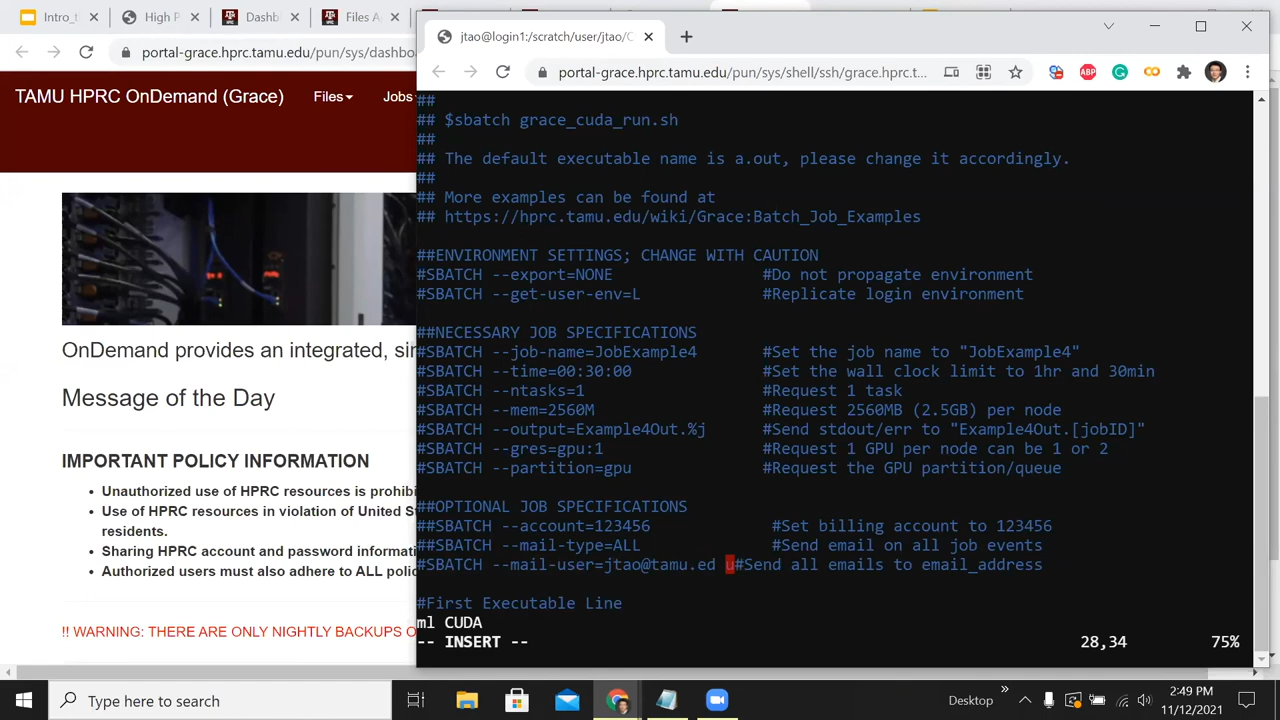 Intro_t
High P
Dashb
Files A
jtao@login1:/scratch/user/jtao/C
portal-grace.hprc.tamu.edu/pun/sys/dashbo
portal-grace.hprc.tamu.edu/pun/sys/shell/ssh/grace.hprc.t...
ABP
TAMU HPRC OnDemand (Grace)
Files
Jobs
OnDemand provides an integrated, sin
Message of the Day
IMPORTANT POLICY INFORMATION
• Unauthorized use of HPRC resources is prohibi
• Use of HPRC resources in violation of United St
residents.
• Sharing HPRC account and password informati
• Authorized users must also adhere to ALL polic
!! WARNING: THERE ARE ONLY NIGHTLY BACKUPS O
##
## $sbatch grace_cuda_run.sh
##
## The default executable name is a.out, please change it accordingly.
##
## More examples can be found at
## https://hprc.tamu.edu/wiki/Grace:Batch_Job_Examples
##ENVIRONMENT SETTINGS; CHANGE WITH CAUTION
#SBATCH --export=NONE #Do not propagate environment
#SBATCH --get-user-env=L #Replicate login environment
##NECESSARY JOB SPECIFICATIONS
#SBATCH --job-name=JobExample4 #Set the job name to "JobExample4"
#SBATCH --time=00:30:00 #Set the wall clock limit to 1hr and 30min
#SBATCH --ntasks=1 #Request 1 task
#SBATCH --mem=2560M #Request 2560MB (2.5GB) per node
#SBATCH --output=Example4Out.%j #Send stdout/err to "Example4Out.[jobID]"
#SBATCH --gres=gpu:1 #Request 1 GPU per node can be 1 or 2
#SBATCH --partition=gpu #Request the GPU partition/queue
##OPTIONAL JOB SPECIFICATIONS
##SBATCH --account=123456 #Set billing account to 123456
##SBATCH --mail-type=ALL #Send email on all job events
#SBATCH --mail-user=jtao@tamu.ed u#Send all emails to email_address
#First Executable Line
ml CUDA
-- INSERT -- 28,34 75%
Type here to search
Desktop
2:49 PM
11/12/2021